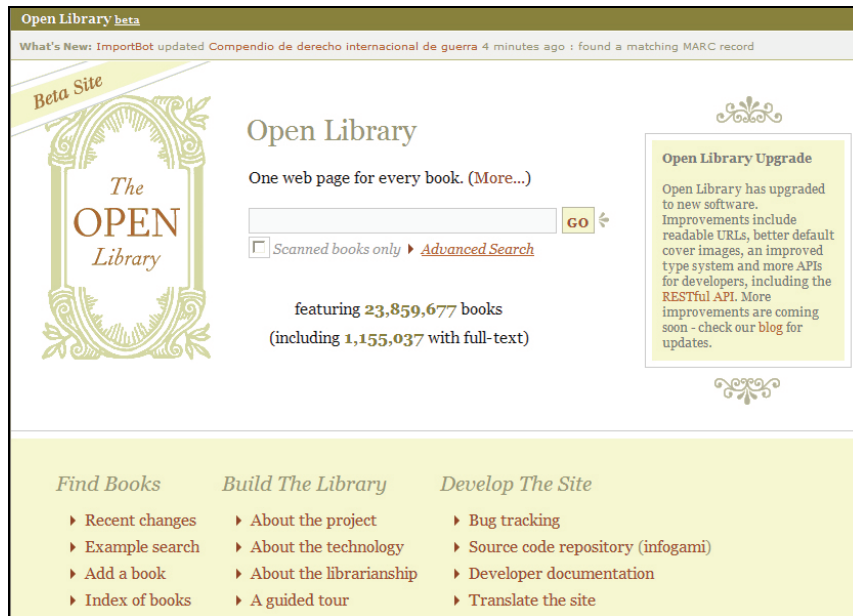 Open Library beta
What's New: ImportBot updated Compendio de derecho internacional de guerra 4 minutes ago : found a matching MARC record
Beta Site
The
OPEN
Library
Open Library
One web page for every book. (More...)
GO
Scanned books only Advanced Search
featuring 23,859,677 books
(including 1,155,037 with full-text)
Open Library Upgrade
Open Library has upgraded
to new software.
Improvements include
readable URLs, better default
cover images, an improved
type system and more APIs
for developers, including the
RESTful API. More
improvements are coming
soon - check our blog for
updates.
Find Books
Recent changes
Example search
Add a book
Index of books
Build The Library
About the project
About the technology
About the librarianship
A guided tour
Develop The Site
Bug tracking
Source code repository (infogami)
Developer documentation
Translate the site